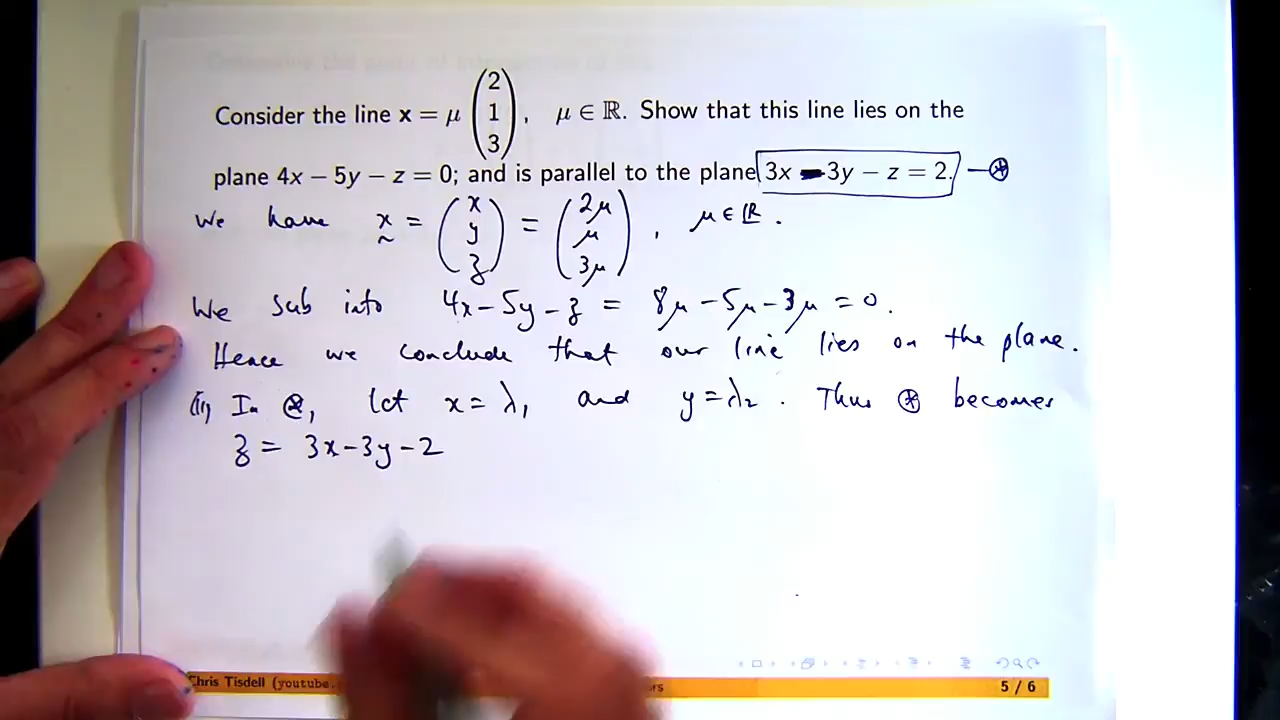 Consider the line x = μ (2 1 3), μ ∈ ℝ. Show that this line lies on the
plane 4x − 5y − z = 0; and is parallel to the plane 3x − 3y − z = 2. — ⊛
We have x̰ = (x y z) = (2μ μ 3μ), μ ∈ ℝ.
We sub into 4x − 5y − z = 8μ − 5μ − 3μ = 0.
Hence we conclude that our line lies on the plane.
(ii) In ⊛, let x = λ₁ and y = λ₂. Thus ⊛ becomes
z = 3x − 3y − 2
Chris Tisdell (youtube.
5 / 6